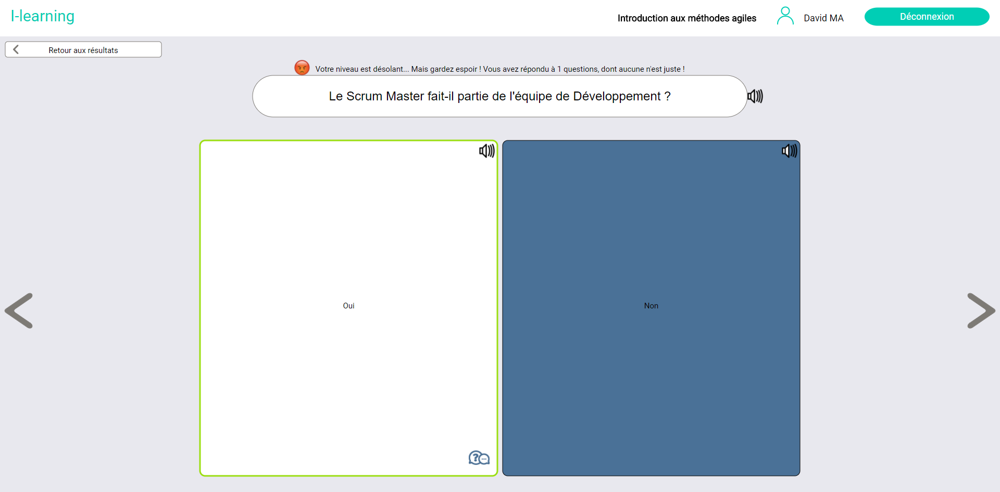 I-learning
Introduction aux méthodes agiles
David MA
Déconnexion
Retour aux résultats
Votre niveau est désolant... Mais gardez espoir ! Vous avez répondu à 1 questions, dont aucune n'est juste !
Le Scrum Master fait-il partie de l'équipe de Développement ?
Oui
Non